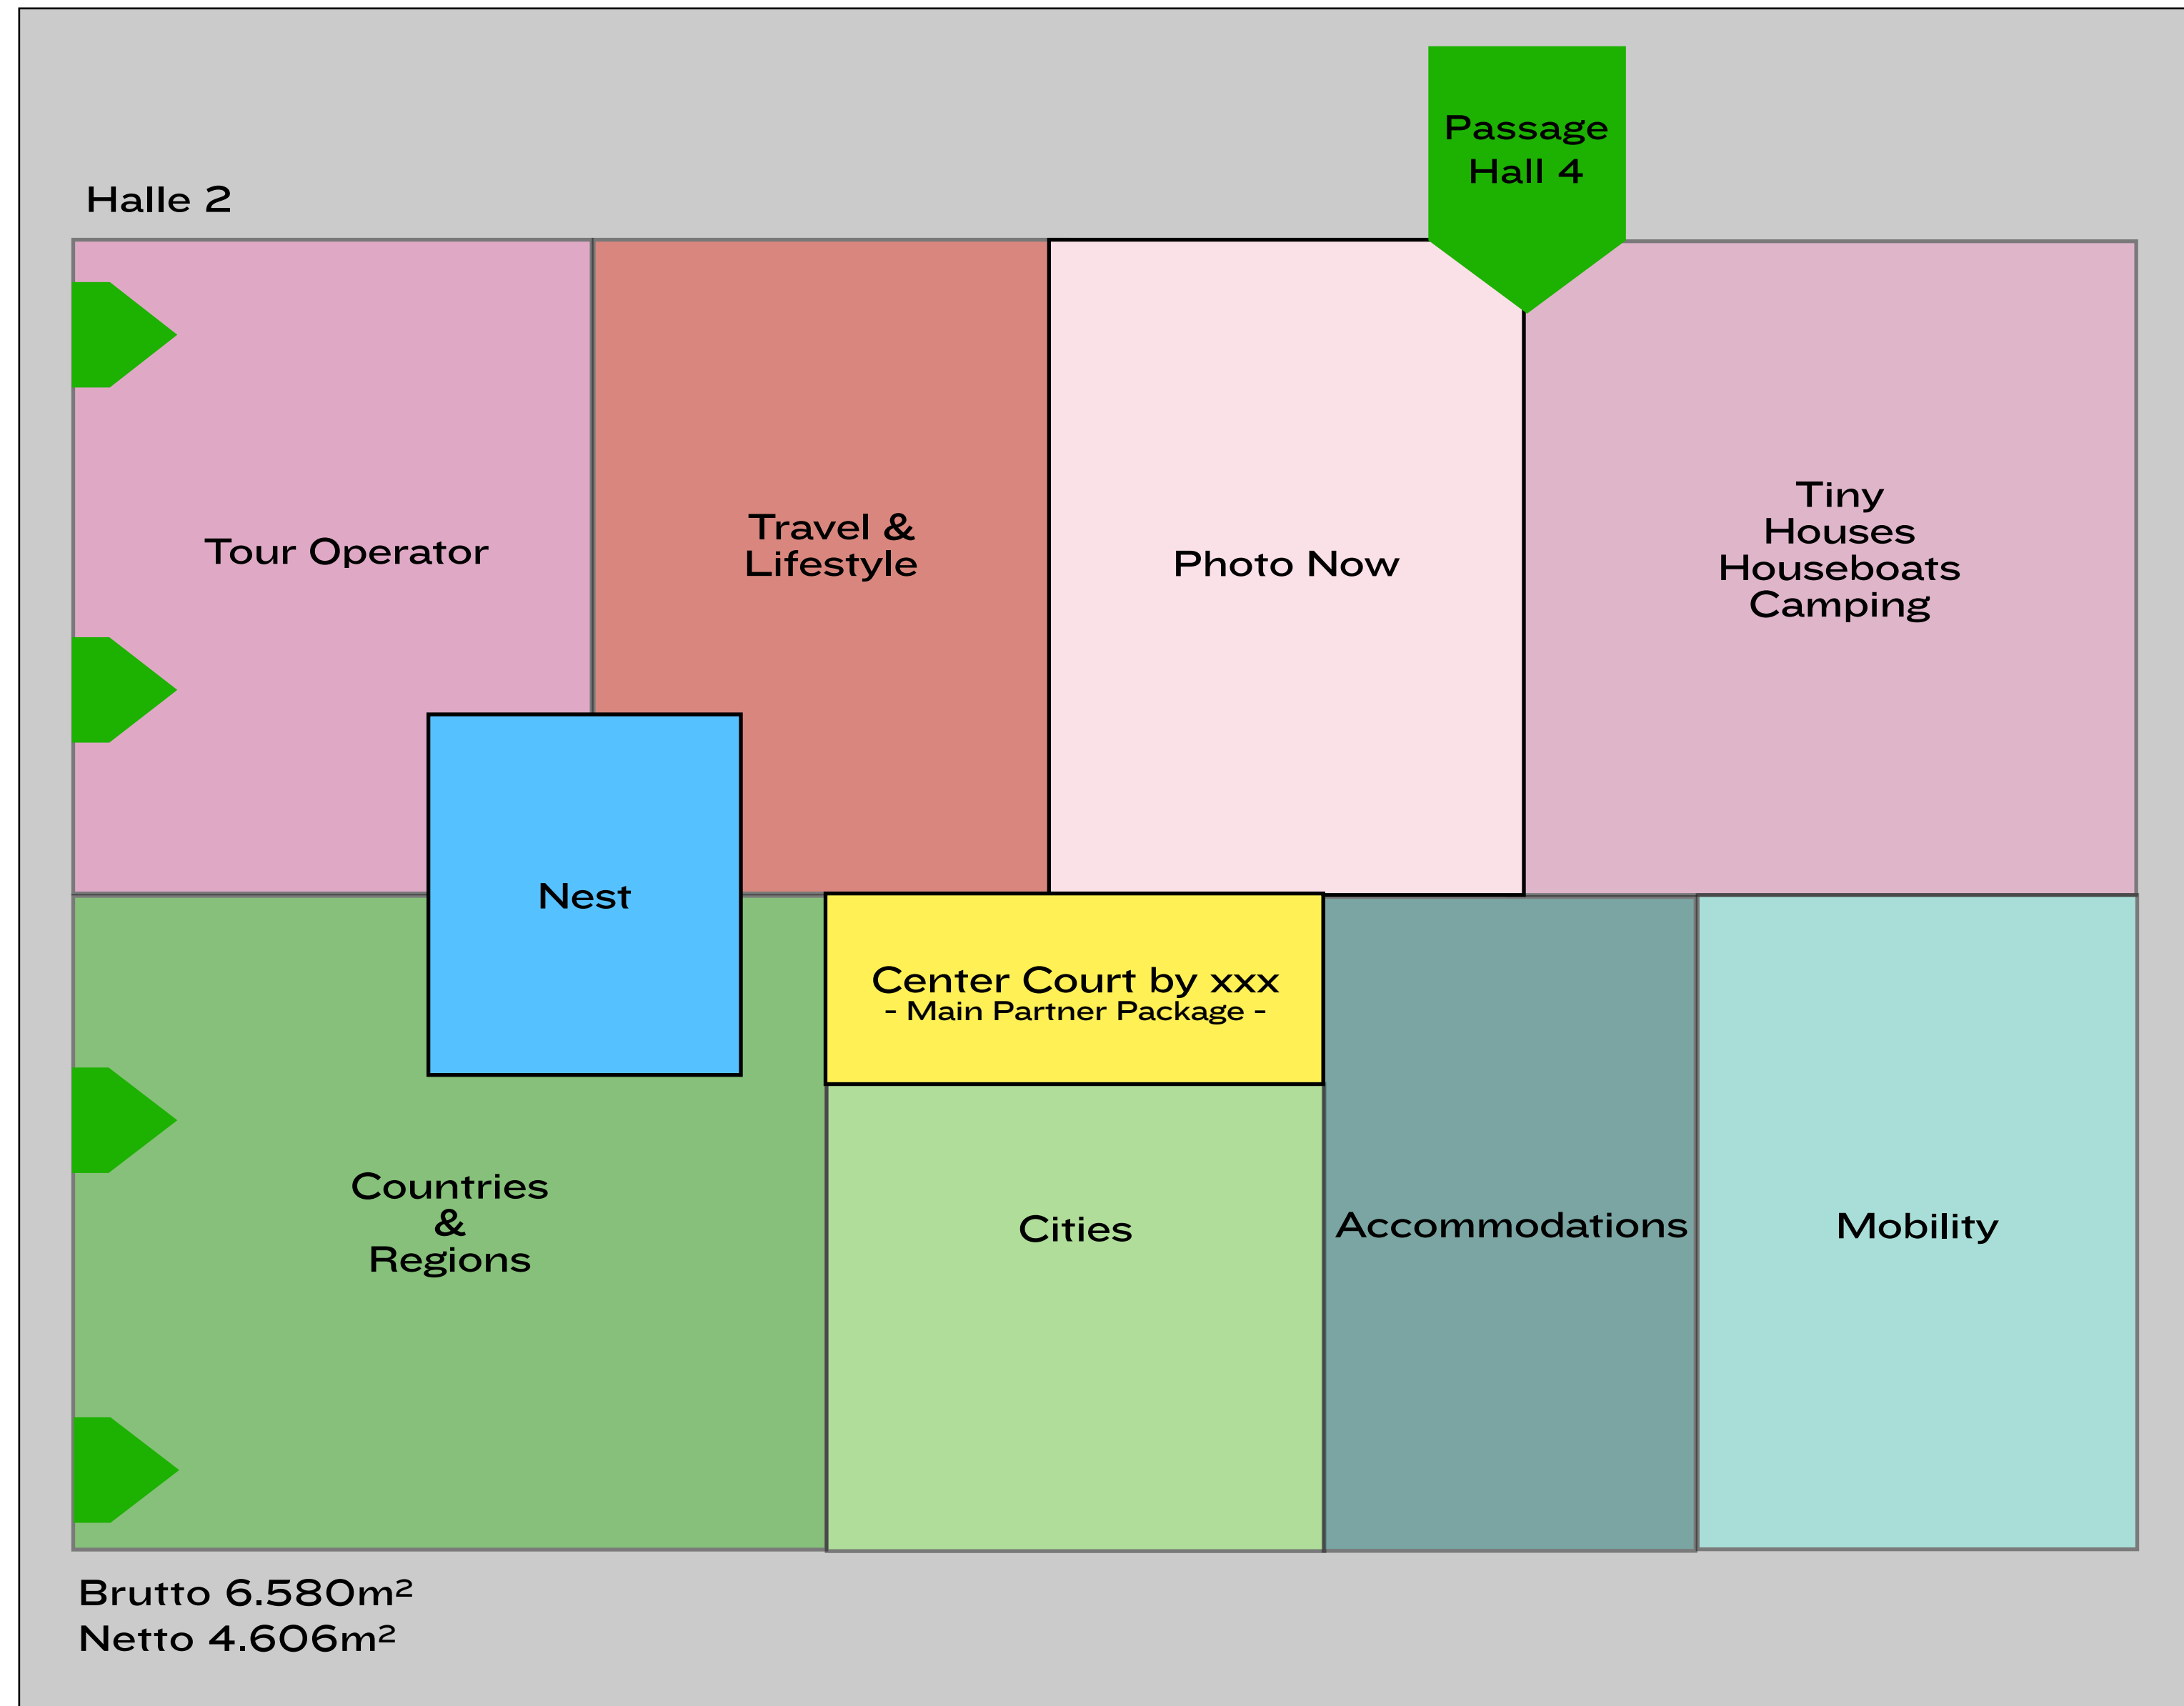 Passage
Hall 4
Halle 2
Tour Operator
Travel &
Lifestyle
Photo Now
Tiny
Houses
Houseboats
Camping
Nest
Center Court by xxx
- Main Partner Package -
Countries
&
Regions
Cities
Accommodations
Mobility
Brutto 6.580m²
Netto 4.606m²